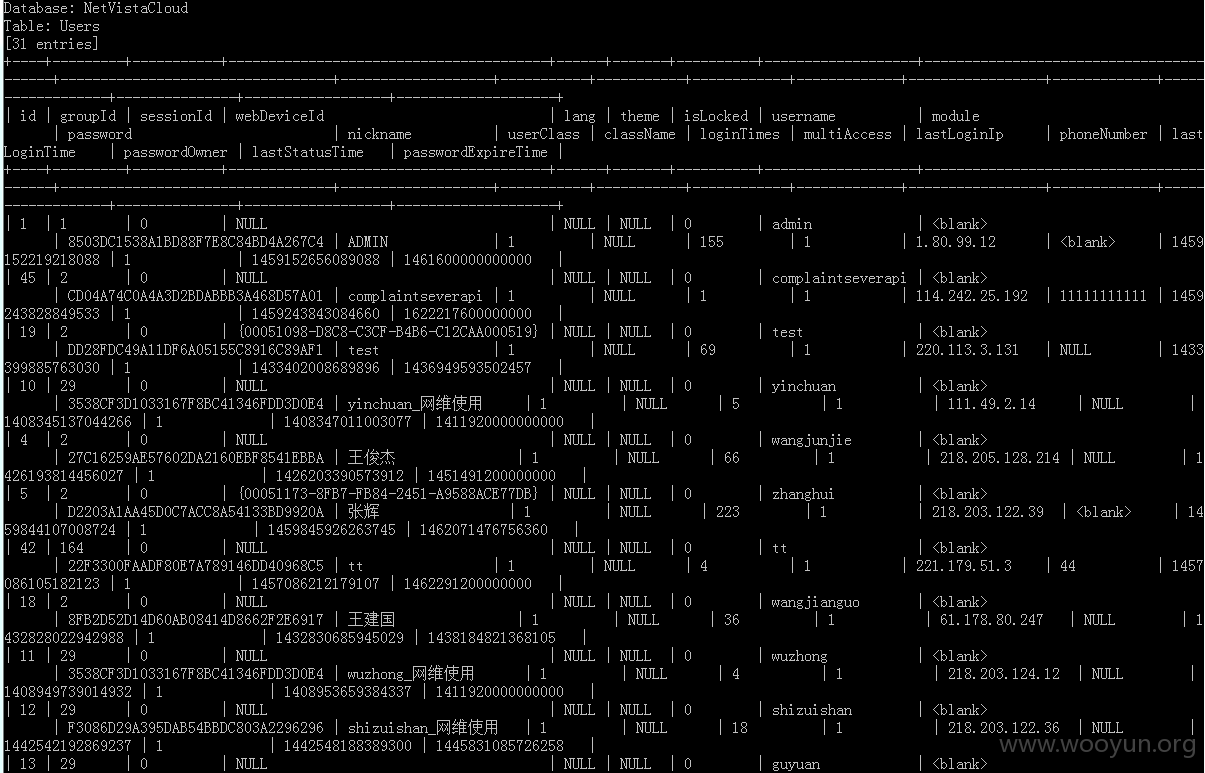 Database: NetVistaCloud
Table: Users
[31 entries]
| id | groupId | sessionId | webDeviceId | lang | theme | isLocked | username | module
| password | nickname | userClass | className | loginTimes | multiAccess | lastLoginIp | phoneNumber | last
LoginTime | passwordOwner | lastStatusTime | passwordExpireTime |
| 1 | 1 | 0 | NULL | NULL | NULL | 0 | admin | <blank>
| 8503DC1538A1BD88F7E8C84BD4A267C4 | ADMIN | 1 | NULL | 155 | 1 | 1.80.99.12 | <blank> | 1459
152219218088 | 1 | 1459152656089088 | 1461600000000000 |
| 45 | 2 | 0 | NULL | NULL | NULL | 0 | complaintseverapi | <blank>
| CD04A74C0A4A3D2BDABBB3A468D57A01 | complaintseverapi | 1 | NULL | 1 | 1 | 114.242.25.192 | 11111111111 | 1459
243828849533 | 1 | 1459243843084660 | 1622217600000000 |
| 19 | 2 | 0 | {00051098-D8C8-C3CF-B4B6-C12CAA000519} | NULL | NULL | 0 | test | <blank>
| DD28FDC49A11DF6A05155C8916C89AF1 | test | 1 | NULL | 69 | 1 | 220.113.3.131 | NULL | 1433
399885763030 | 1 | 1433402008689896 | 1436949593502457 |
| 10 | 29 | 0 | NULL | NULL | NULL | 0 | yinchuan | <blank>
| 3538CF3D1033167F8BC41346FDD3D0E4 | yinchuan_网维使用 | 1 | NULL | 5 | 1 | 111.49.2.14 | NULL |
1408345137044266 | 1 | 1408347011003077 | 1411920000000000 |
| 4 | 2 | 0 | NULL | NULL | NULL | 0 | wangjunjie | <blank>
| 27C16259AE57602DA2160EBF8541EBBA | 王俊杰 | 1 | NULL | 66 | 1 | 218.205.128.214 | NULL | 1
426193814456027 | 1 | 1426203390573912 | 1451491200000000 |
| 5 | 2 | 0 | {00051173-8FB7-FB84-2451-A9588ACE77DB} | NULL | NULL | 0 | zhanghui | <blank>
| D2203A1AA45D0C7ACC8A54133BD9920A | 张辉 | 1 | NULL | 223 | 1 | 218.203.122.39 | <blank> | 14
59844107008724 | 1 | 1459845926263745 | 1462071476756360 |
| 42 | 164 | 0 | NULL | NULL | NULL | 0 | tt | <blank>
| 22F3300FAADF80E7A789146DD40968C5 | tt | 1 | NULL | 4 | 1 | 221.179.51.3 | 44 | 1457
086105182123 | 1 | 1457086212179107 | 1462291200000000 |
| 18 | 2 | 0 | NULL | NULL | NULL | 0 | wangjianguo | <blank>
| 8FB2D52D14D60AB08414D8662F2E6917 | 王建国 | 1 | NULL | 36 | 1 | 61.178.80.247 | NULL | 1
432828022942988 | 1 | 1432830685945029 | 1438184821368105 |
| 11 | 29 | 0 | NULL | NULL | NULL | 0 | wuzhong | <blank>
| 3538CF3D1033167F8BC41346FDD3D0E4 | wuzhong_网维使用 | 1 | NULL | 4 | 1 | 218.203.124.12 | NULL |
1408949739014932 | 1 | 1408953659384337 | 1411920000000000 |
| 12 | 29 | 0 | NULL | NULL | NULL | 0 | shizuishan | <blank>
| F3086D29A395DAB54BBDC803A2296296 | shizuishan_网维使用 | 1 | NULL | 18 | 1 | 218.203.122.36 | NULL |
1442542192869237 | 1 | 1442548188389300 | 1445831085726258 |
| 13 | 29 | 0 | NULL | NULL | NULL | 0 | guyuan | <blank>
www.wooyun.org